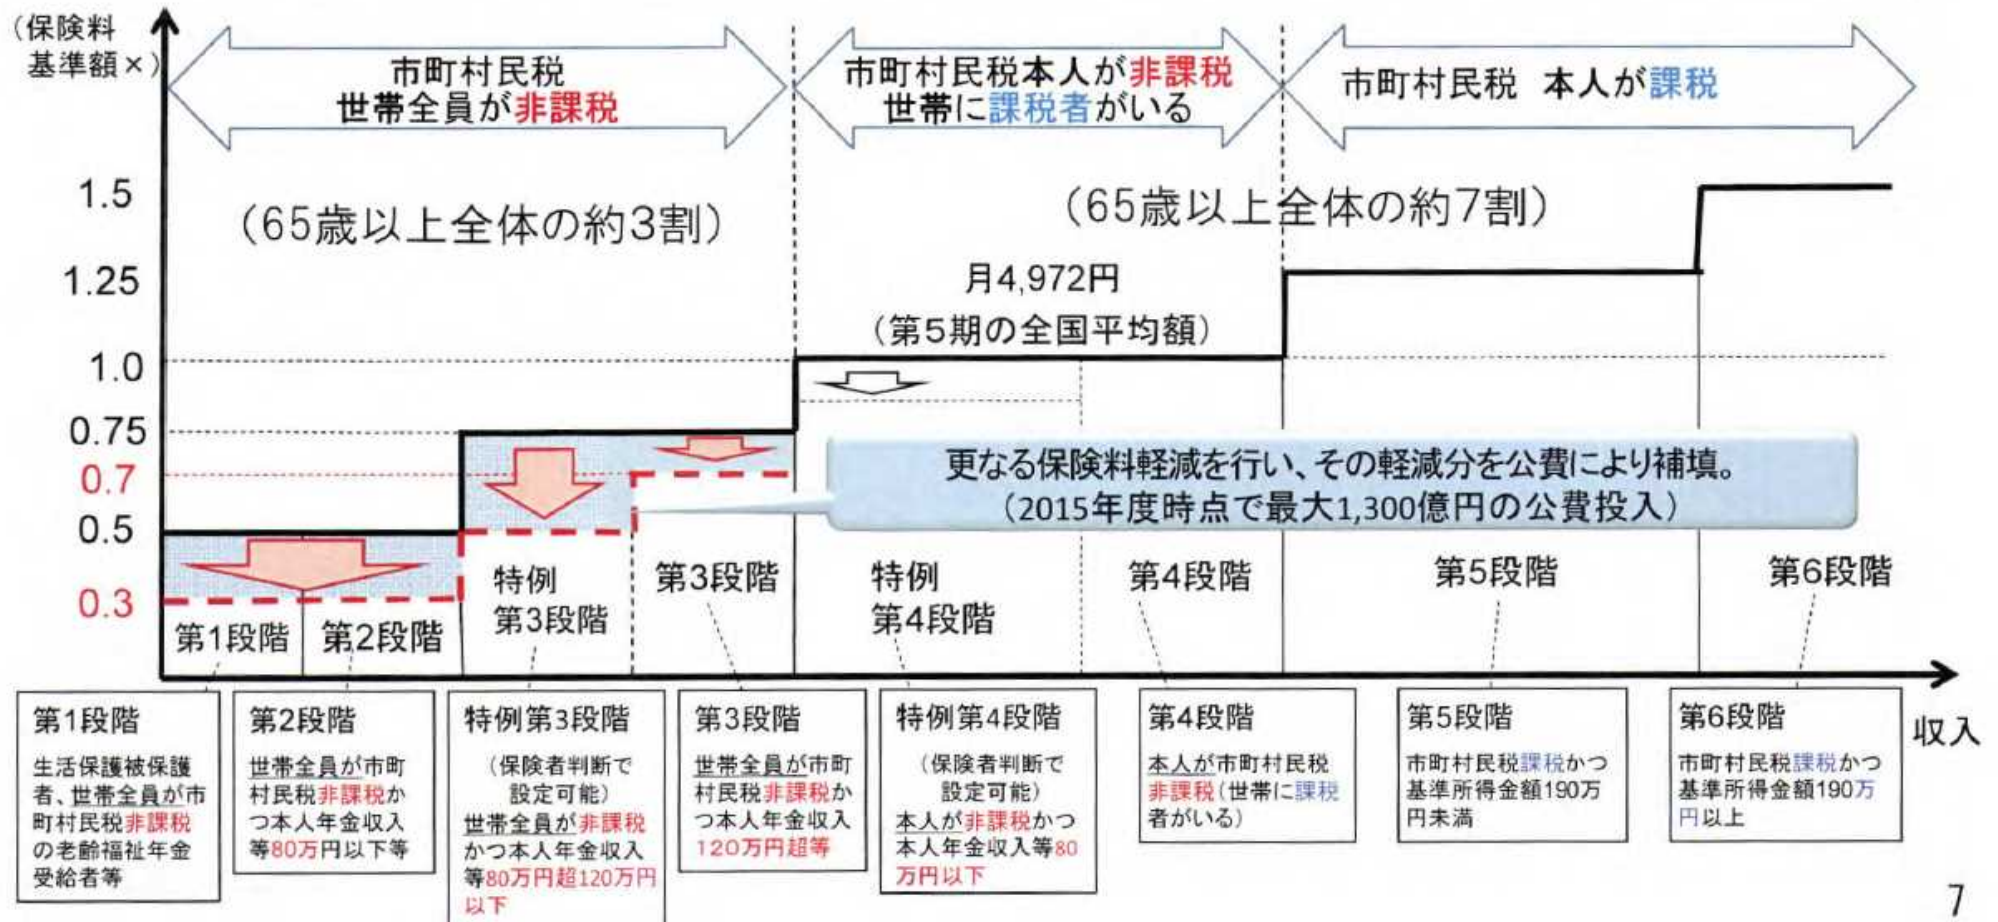 （保険料
基準額×）
市町村民税
世帯全員が非課税
市町村民税本人が非課税
世帯に課税者がいる
市町村民税 本人が課税
1.5
1.25
1.0
0.75
0.7
0.5
0.3
（65歳以上全体の約3割）
（65歳以上全体の約7割）
月4,972円
（第5期の全国平均額）
更なる保険料軽減を行い、その軽減分を公費により補填。
（2015年度時点で最大1,300億円の公費投入）
第1段階
第2段階
特例
第3段階
第3段階
特例
第4段階
第4段階
第5段階
第6段階
収入
第1段階
生活保護被保護
者、世帯全員が市
町村民税非課税
の老齢福祉年金
受給者等
第2段階
世帯全員が市町
村民税非課税か
つ本人年金収入
等80万円以下等
特例第3段階
（保険者判断で
設定可能）
世帯全員が非課税
かつ本人年金収入
等80万円超120万円
以下
第3段階
世帯全員が市町
村民税非課税か
つ本人年金収入
120万円超等
特例第4段階
（保険者判断で
設定可能）
本人が非課税かつ
本人年金収入等80
万円以下
第4段階
本人が市町村民税
非課税（世帯に課税
者がいる）
第5段階
市町村民税課税かつ
基準所得金額190万
円未満
第6段階
市町村民税課税かつ
基準所得金額190万
円以上
7